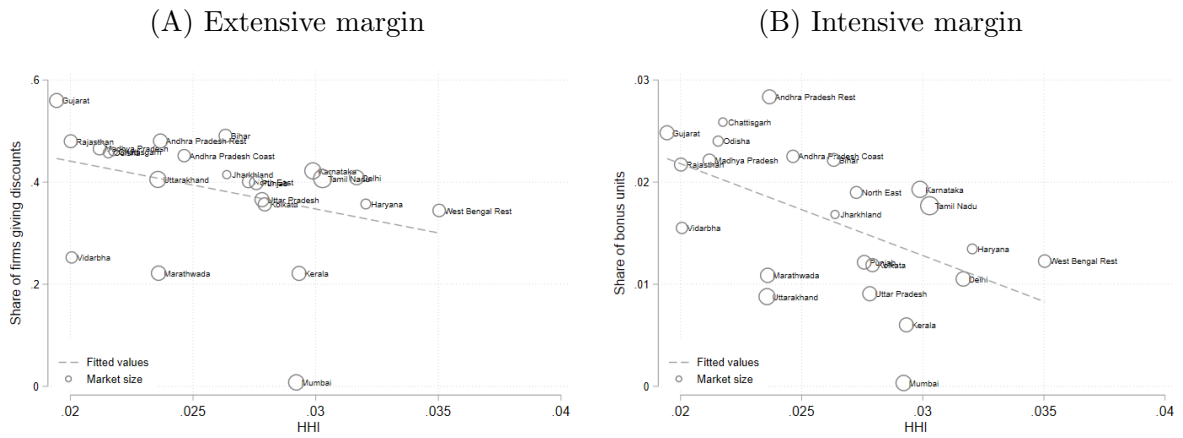 (A) Extensive margin
Share of firms giving discounts
.6
.4
.2
0
Gujarat
Rajasthan
Madhya Pradesh
Bihar
Andhra Pradesh Rest
Andhra Pradesh Coast
Uttarakhand
Jharkhland
North East
Punjab
Karnataka
Tamil Nadu
Delhi
Uttar Pradesh
Kolkata
Haryana
West Bengal Rest
Vidarbha
Marathwada
Kerala
Mumbai
Fitted values
Market size
.02 .025 .03 .035 .04
HHI
(B) Intensive margin
Share of bonus units
.03
.02
.01
0
Andhra Pradesh Rest
Chattisgarh
Gujarat
Odisha
Rajasthan
Madhya Pradesh
Andhra Pradesh Coast
Bihar
North East
Karnataka
Tamil Nadu
Jharkhland
Vidarbha
Haryana
West Bengal Rest
Punjab
Kolkata
Marathwada
Delhi
Uttarakhand
Uttar Pradesh
Kerala
Mumbai
Fitted values
Market size
.02 .025 .03 .035 .04
HHI